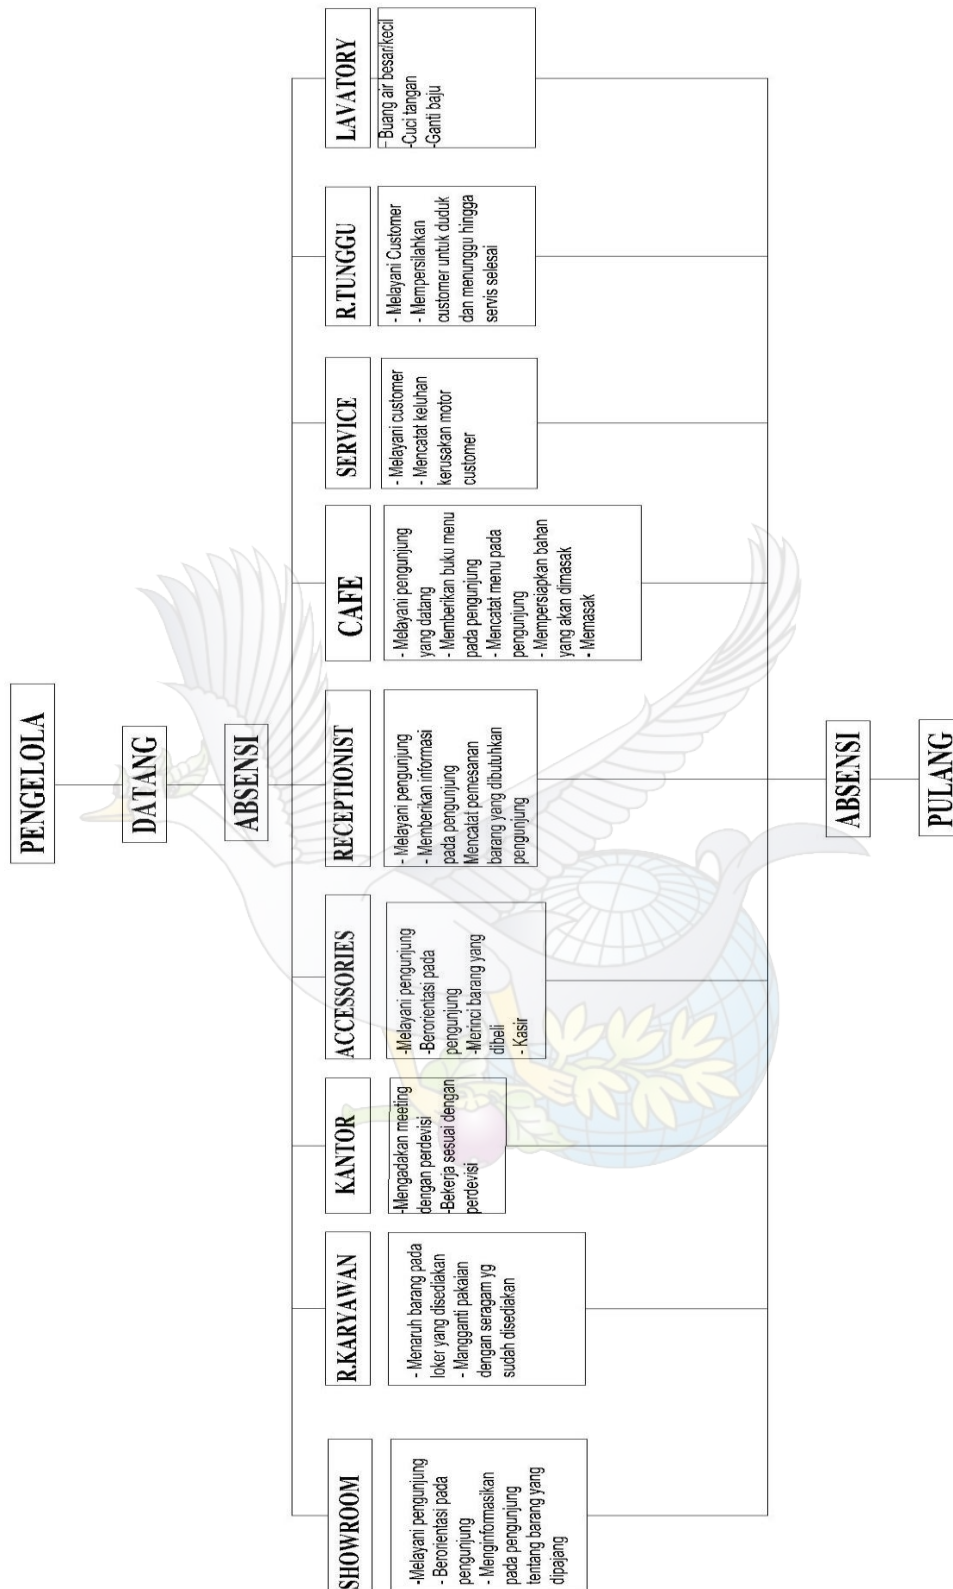 PENGELOLA
DATANG
ABSENSI
SHOWROOM
-Melayani pengunjung
- Berorientasi pada
pengunjung
- Menginformasikan
pada pengunjung
tentang barang yang
dipajang
R.KARYAWAN
- Menaruh barang pada
loker yang disediakan
- Mangganti pakaian
dengan seragam yg
sudah disediakan
KANTOR
-Mengadakan meeting
dengan perdevisi
-Bekerja sesuai dengan
perdevisi
ACCESSORIES
-Melayani pengunjung
-Berorientasi pada
pengunjung
-Merinci barang yang
dibeli
- Kasir
RECEPTIONIST
- Melayani pengunjung
- Memberikan informasi
pada pengunjung
Mencatat pemesanan
barang yang dibutuhkan
pengunjung
CAFE
- Melayani pengunjung
yang datang
- Memberikan buku menu
pada pengunjung
- Mencatat menu pada
pengunjung
- Mempersiapkan bahan
yang akan dimasak
- Memasak
SERVICE
- Melayani customer
- Mencatat keluhan
kerusakan motor
customer
R.TUNGGU
- Melayani Customer
- Mempersilahkan
customer untuk duduk
dan menunggu hingga
servis selesai
LAVATORY
- Buang air besar/kecil
-Cuci tangan
-Ganti baju
ABSENSI
PULANG